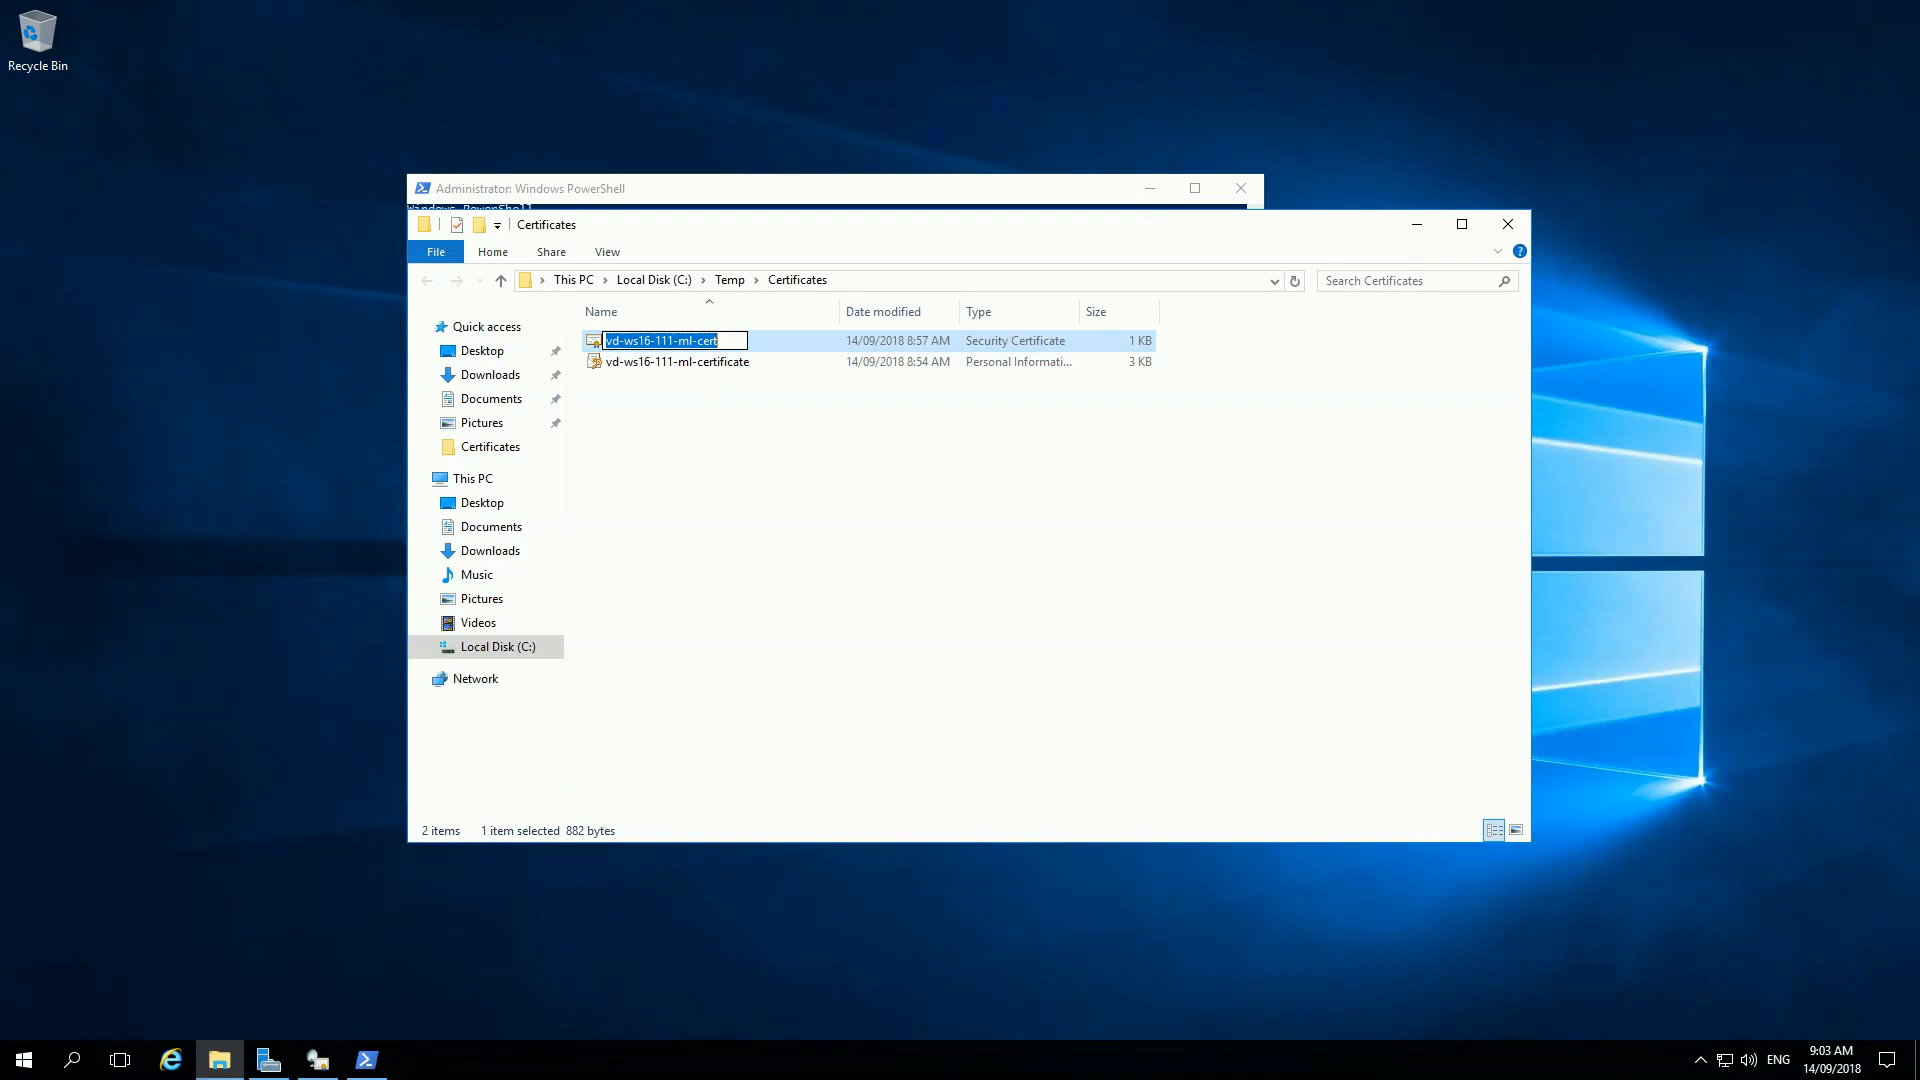 Recycle Bin
Administrator: Windows PowerShell
Windows PowerShell
Certificates
File Home Share View
This PC Local Disk (C:) Temp Certificates
Search Certificates
Name Date modified Type Size
vd-ws16-111-ml-cert 14/09/2018 8:57 AM Security Certificate 1 KB
vd-ws16-111-ml-certificate 14/09/2018 8:54 AM Personal Informati... 3 KB
Quick access
Desktop
Downloads
Documents
Pictures
Certificates
This PC
Desktop
Documents
Downloads
Music
Pictures
Videos
Local Disk (C:)
Network
2 items 1 item selected 882 bytes
ENG
9:03 AM
14/09/2018